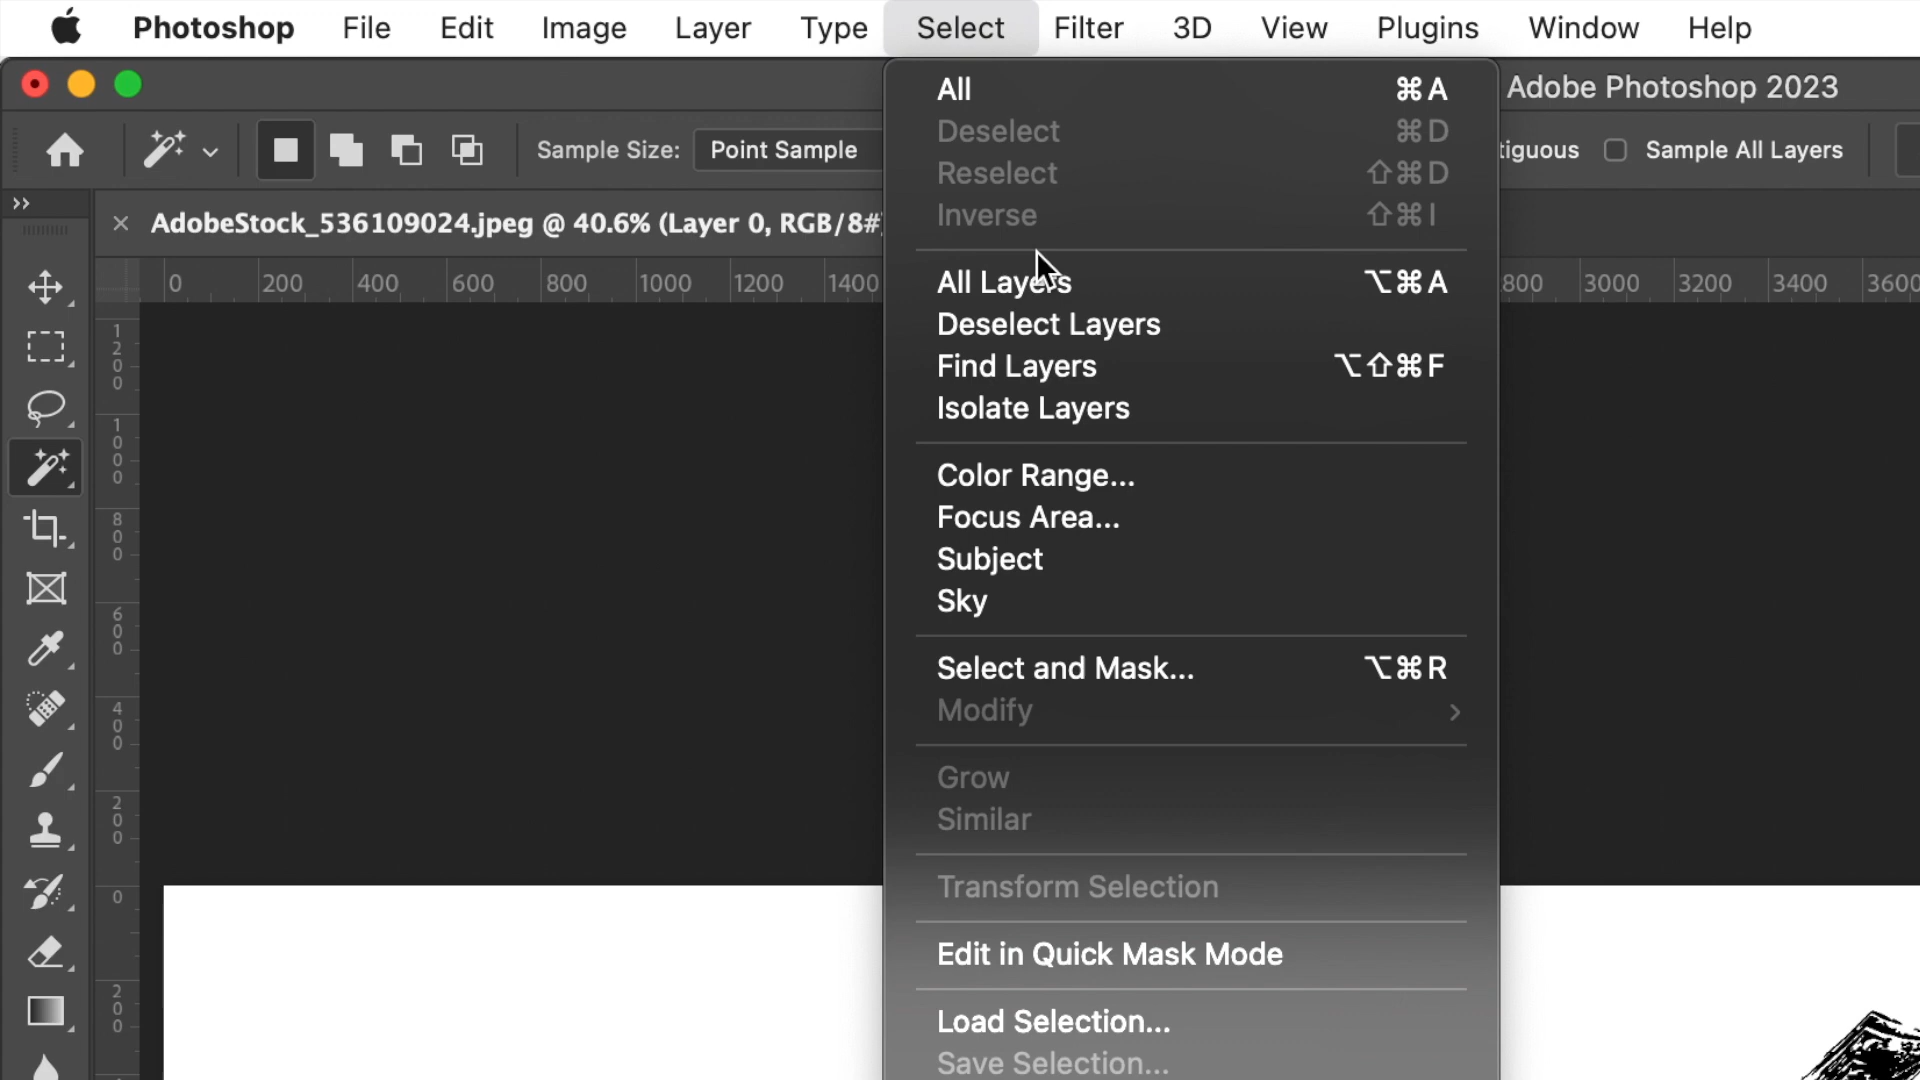 Photoshop File Edit Image Layer Type Select Filter 3D View Plugins Window Help
Adobe Photoshop 2023
Sample Size: Point Sample
tiguous Sample All Layers
× AdobeStock_536109024.jpeg @ 40.6% (Layer 0, RGB/8#)
0 200 400 600 800 1000 1200 1400 800 3000 3200 3400 3600
1200
1000
800
600
400
200
0
200
All ⌘A
Deselect ⌘D
Reselect ⇧⌘D
Inverse ⇧⌘I
All Layers ⌥⌘A
Deselect Layers
Find Layers ⌥⇧⌘F
Isolate Layers
Color Range...
Focus Area...
Subject
Sky
Select and Mask... ⌥⌘R
Modify >
Grow
Similar
Transform Selection
Edit in Quick Mask Mode
Load Selection...
Save Selection...